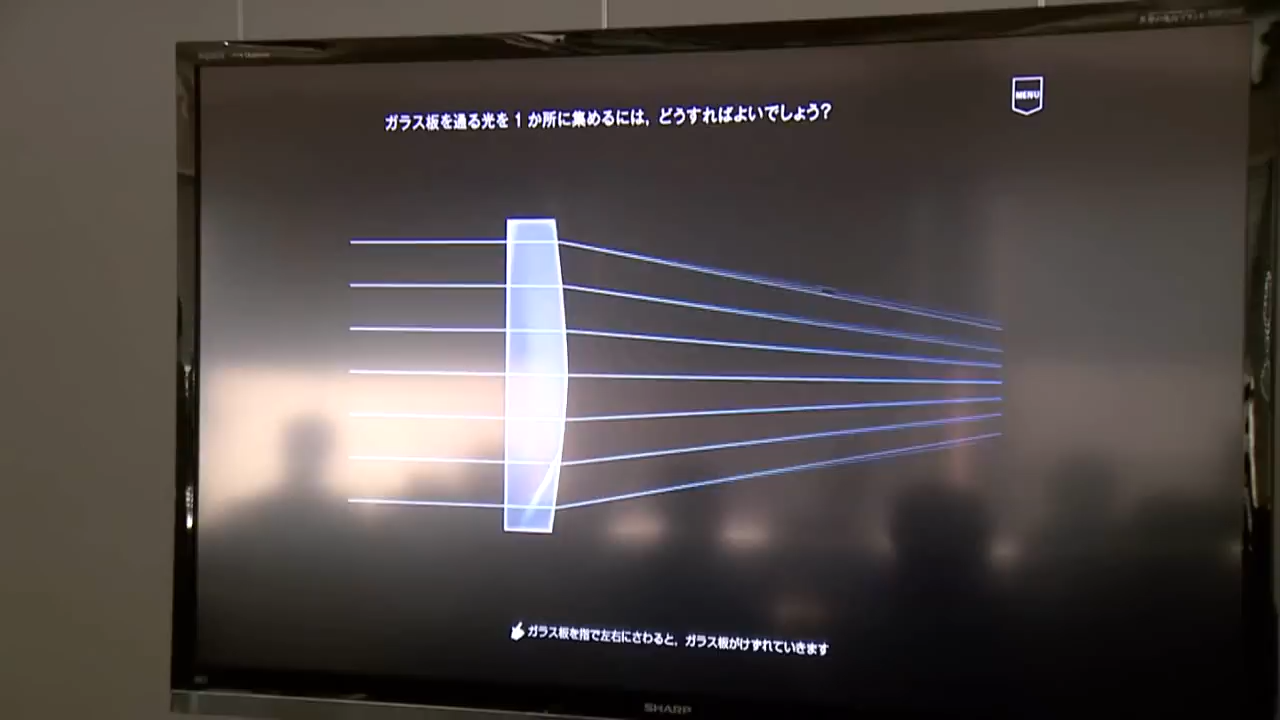 ガラス板を通る光を1か所に集めるには，どうすればよいでしょう?
MENU
ガラス板を指で左右にさわると，ガラス板がけずれていきます
SHARP